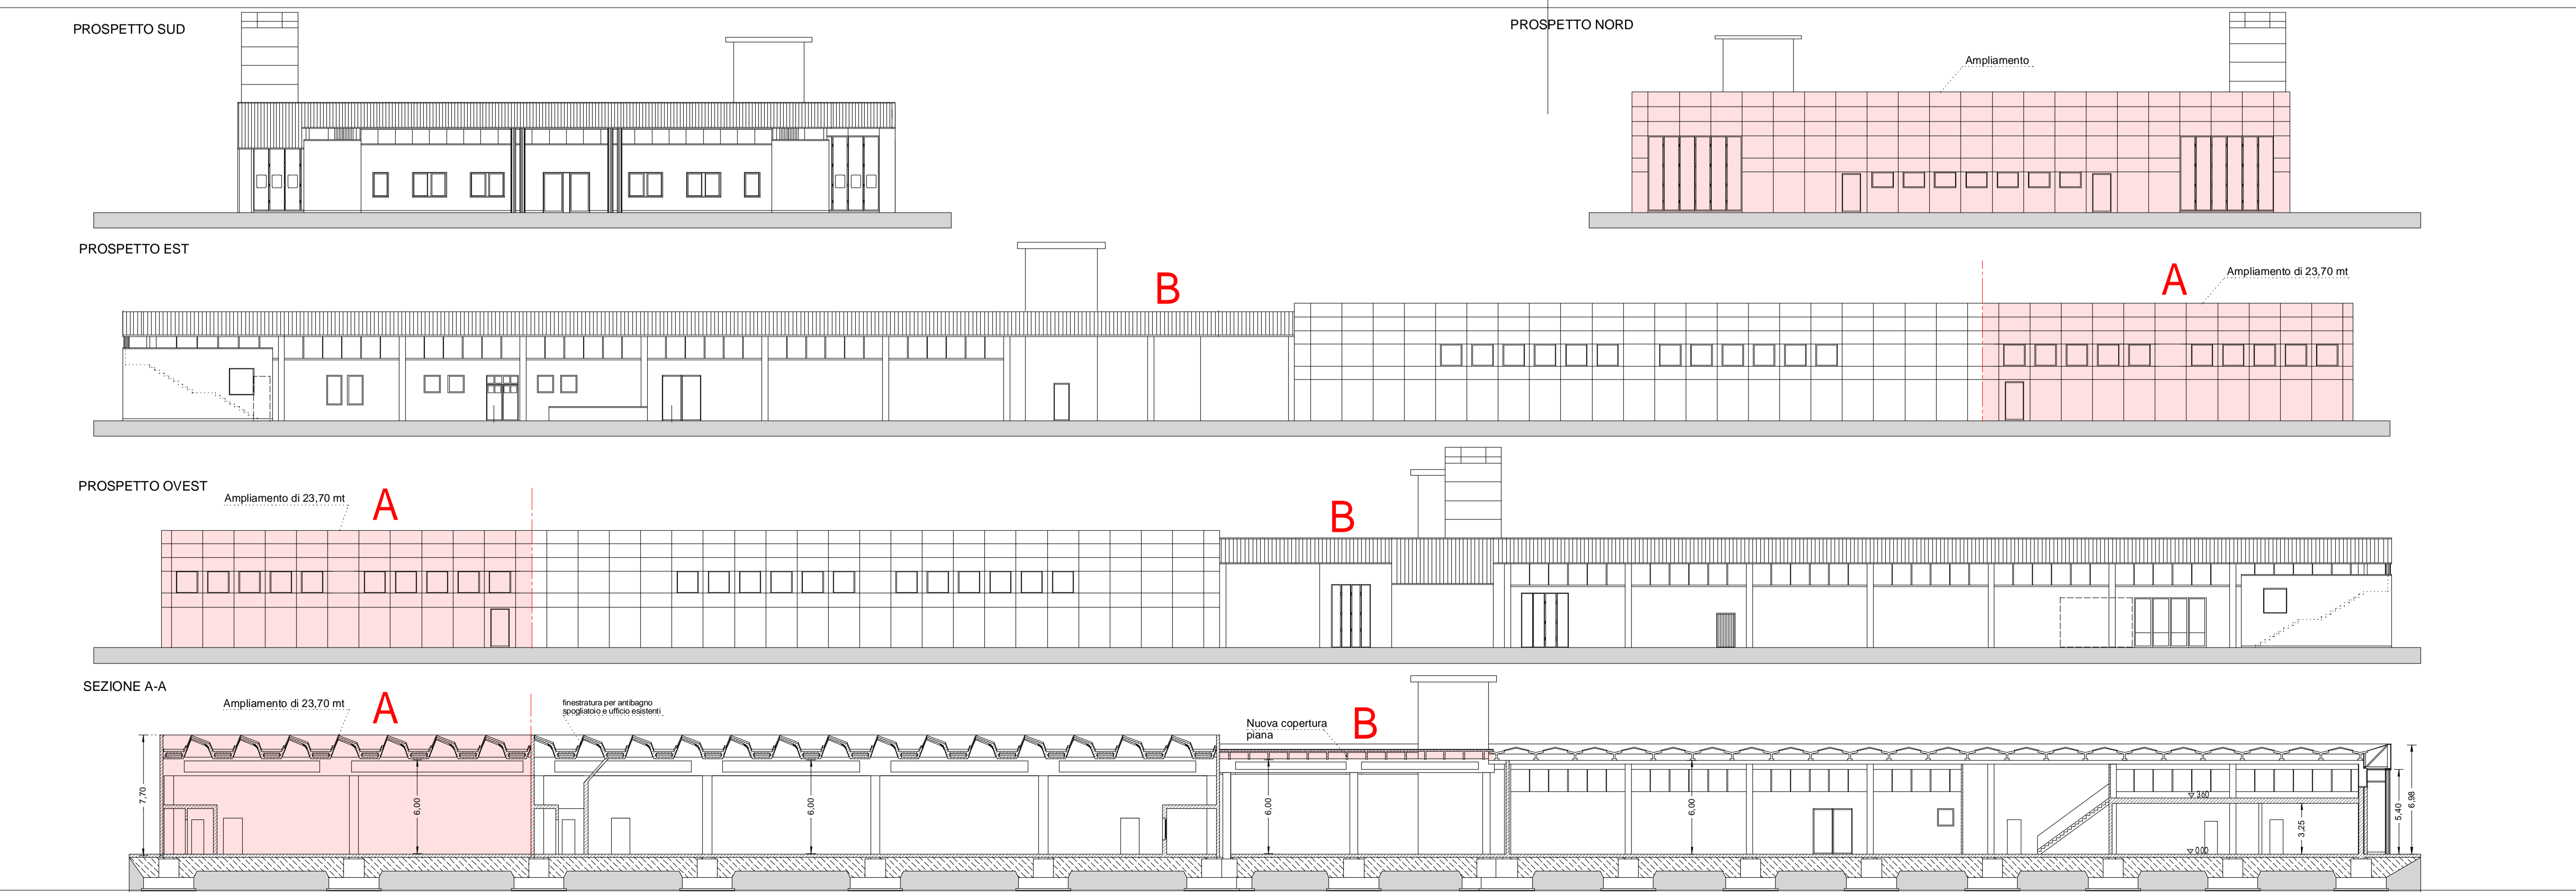 PROSPETTO SUD
PROSPETTO NORD
Ampliamento
PROSPETTO EST
B
A
Ampliamento di 23,70 mt
PROSPETTO OVEST
Ampliamento di 23,70 mt
A
B
SEZIONE A-A
Ampliamento di 23,70 mt
A
finestratura per antibagno
spogliatoio e ufficio esistenti
Nuova copertura
piana
B
7,70
6,00
6,00
6,00
6,00
3.60
3,25
0.00
5,40
6,98